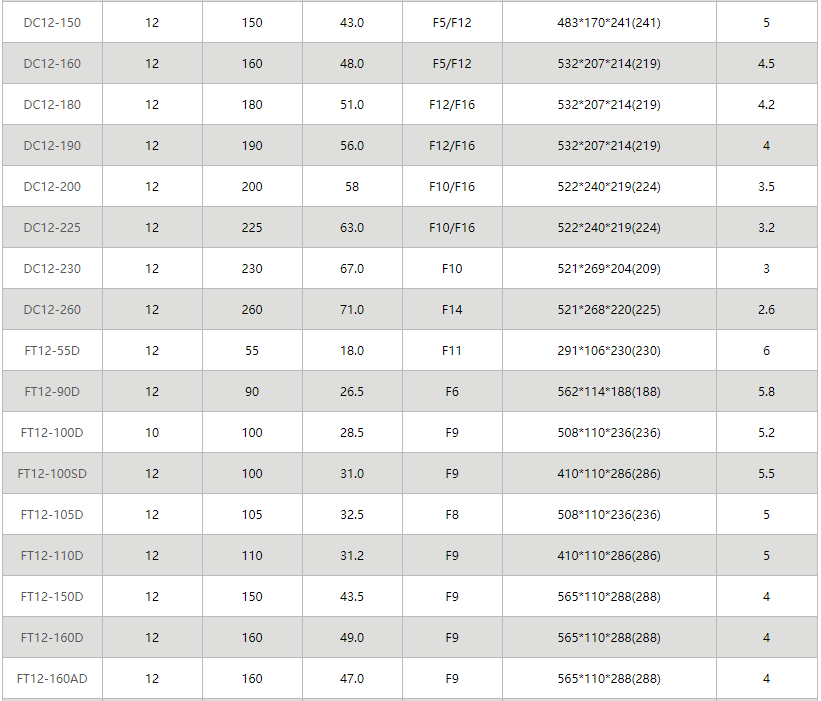 DC12-150 12 150 43.0 F5/F12 483*170*241(241) 5
DC12-160 12 160 48.0 F5/F12 532*207*214(219) 4.5
DC12-180 12 180 51.0 F12/F16 532*207*214(219) 4.2
DC12-190 12 190 56.0 F12/F16 532*207*214(219) 4
DC12-200 12 200 58 F10/F16 522*240*219(224) 3.5
DC12-225 12 225 63.0 F10/F16 522*240*219(224) 3.2
DC12-230 12 230 67.0 F10 521*269*204(209) 3
DC12-260 12 260 71.0 F14 521*268*220(225) 2.6
FT12-55D 12 55 18.0 F11 291*106*230(230) 6
FT12-90D 12 90 26.5 F6 562*114*188(188) 5.8
FT12-100D 10 100 28.5 F9 508*110*236(236) 5.2
FT12-100SD 12 100 31.0 F9 410*110*286(286) 5.5
FT12-105D 12 105 32.5 F8 508*110*236(236) 5
FT12-110D 12 110 31.2 F9 410*110*286(286) 5
FT12-150D 12 150 43.5 F9 565*110*288(288) 4
FT12-160D 12 160 49.0 F9 565*110*288(288) 4
FT12-160AD 12 160 47.0 F9 565*110*288(288) 4